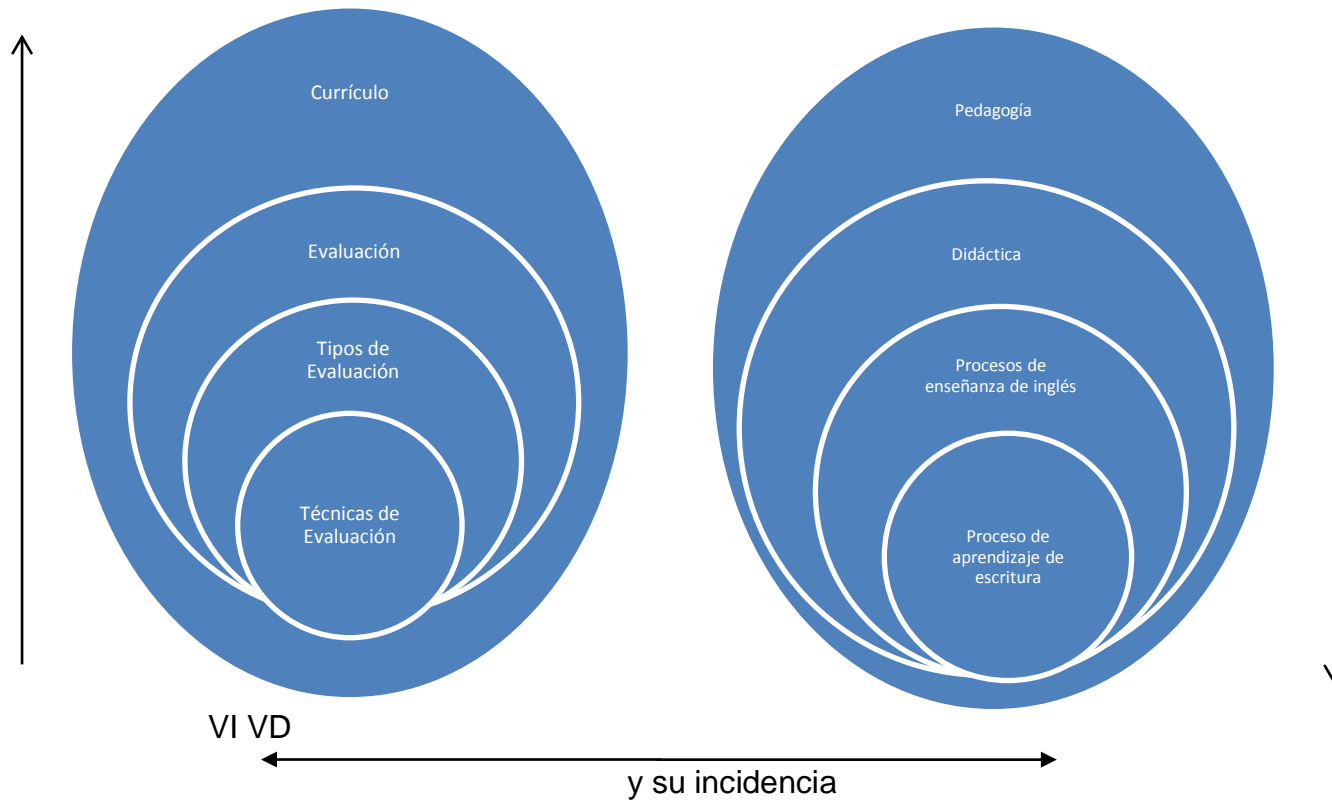 Currículo
Evaluación
Tipos de
Evaluación
Técnicas de
Evaluación
Pedagogía
Didáctica
Procesos de
enseñanza de inglés
Proceso de
aprendizaje de
escritura
VI VD
y su incidencia